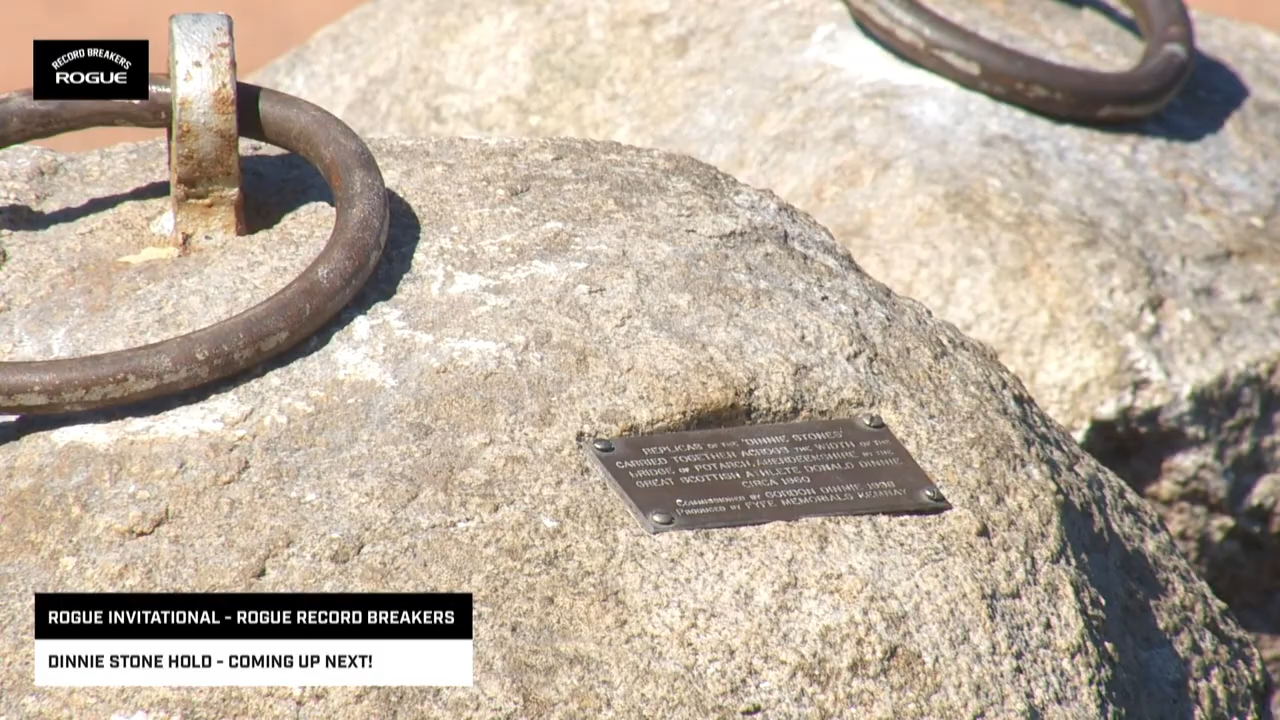 RECORD BREAKERS
ROGUE
REPLICAS OF THE 'DINNIE STONES'
CARRIED TOGETHER ACROSS THE WIDTH OF THE
BRIDGE OF POTARCH, ABERDEENSHIRE BY THE
GREAT SCOTTISH ATHLETE DONALD DINNIE
CIRCA 1860
COMMISSIONED BY GORDON DINNIE 1998
PRODUCED BY FYFE MEMORIALS KEMNAY
ROGUE INVITATIONAL - ROGUE RECORD BREAKERS
DINNIE STONE HOLD - COMING UP NEXT!